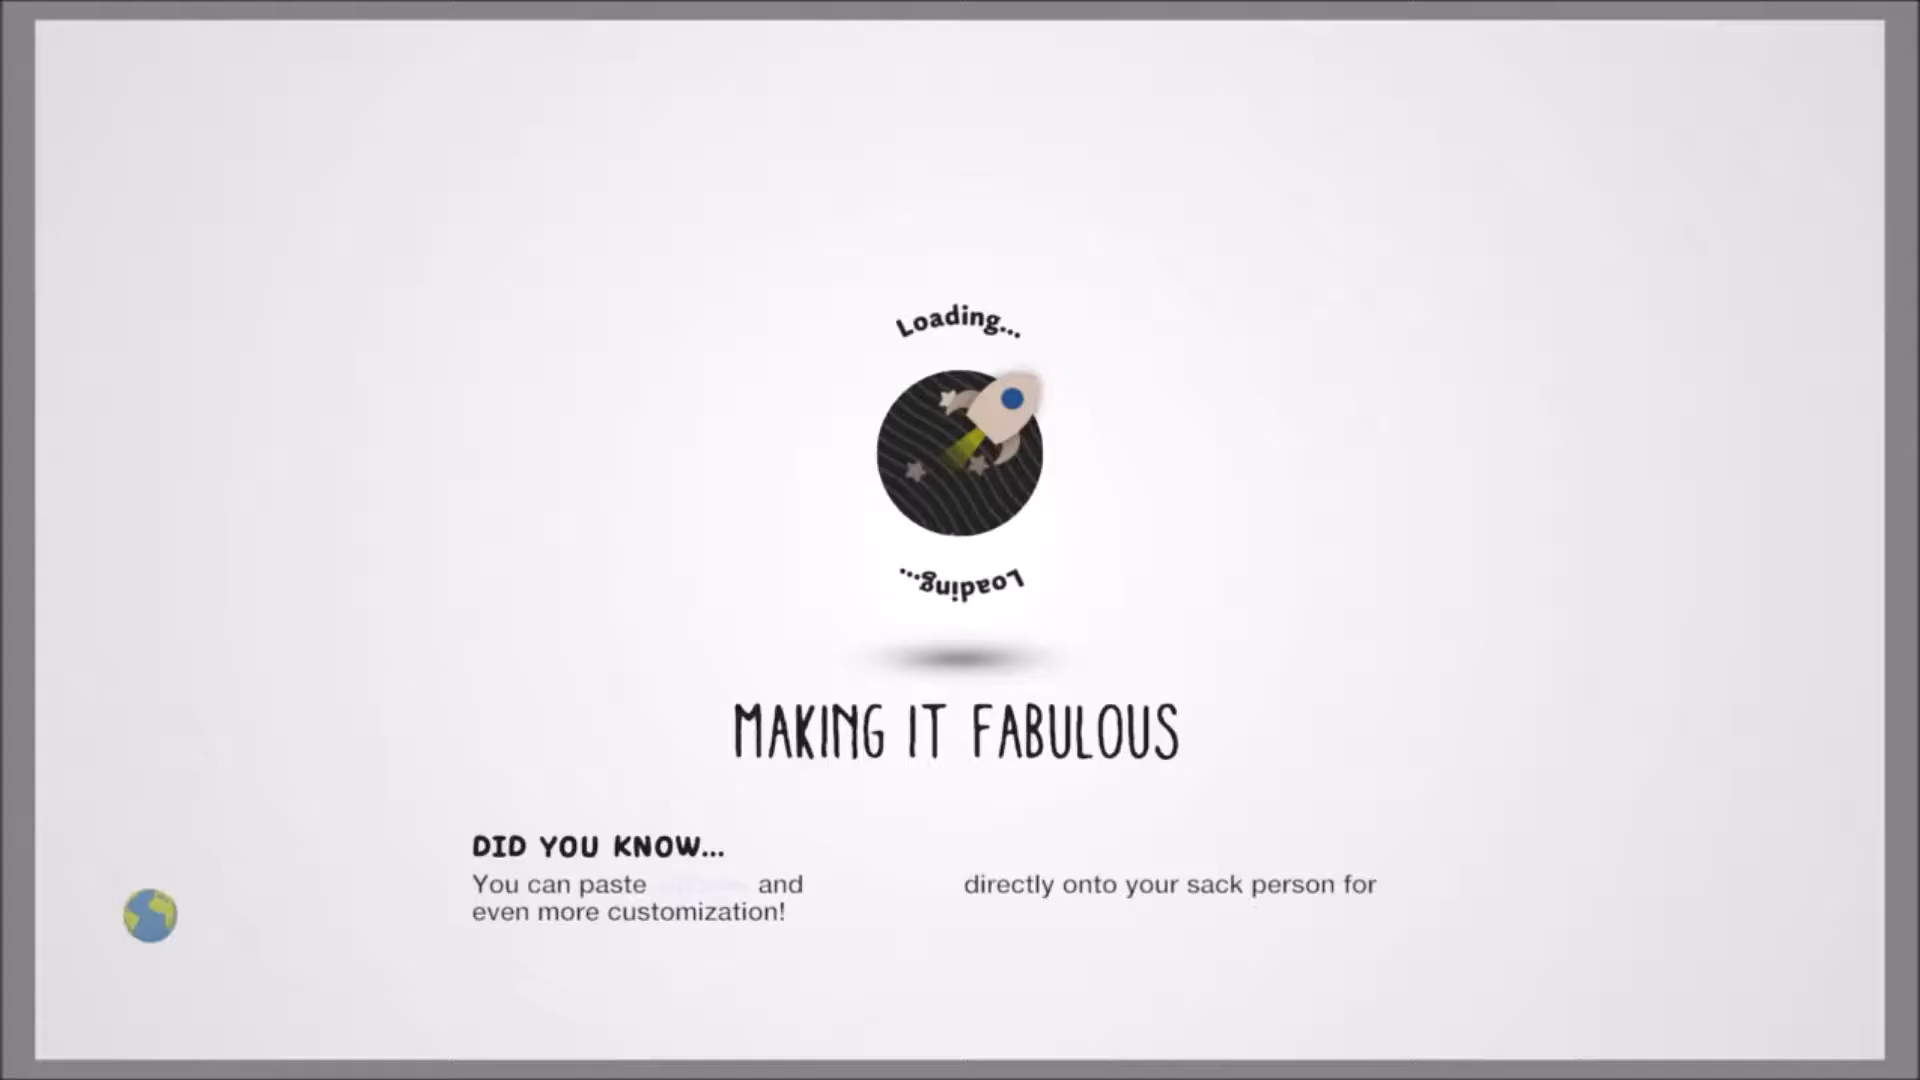 Loading...
Loading...
MAKING IT FABULOUS
DID YOU KNOW...
You can paste and directly onto your sack person for
even more customization!